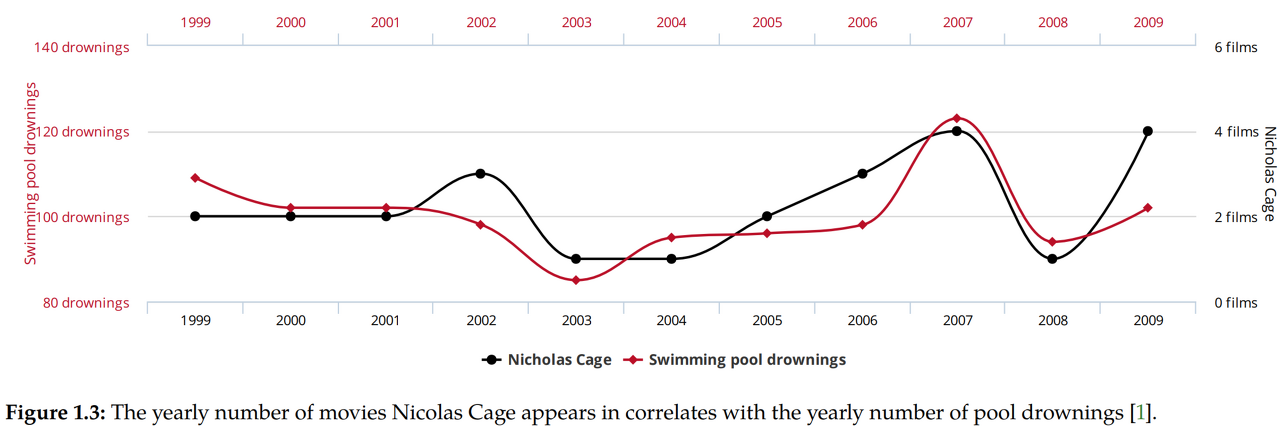 1999 2000 2001 2002 2003 2004 2005 2006 2007 2008 2009
140 drownings 6 films
120 drownings 4 films
100 drownings 2 films
80 drownings 0 films
Swimming pool drownings
Nicholas Cage
1999 2000 2001 2002 2003 2004 2005 2006 2007 2008 2009
Nicholas Cage Swimming pool drownings
Figure 1.3: The yearly number of movies Nicolas Cage appears in correlates with the yearly number of pool drownings [1].